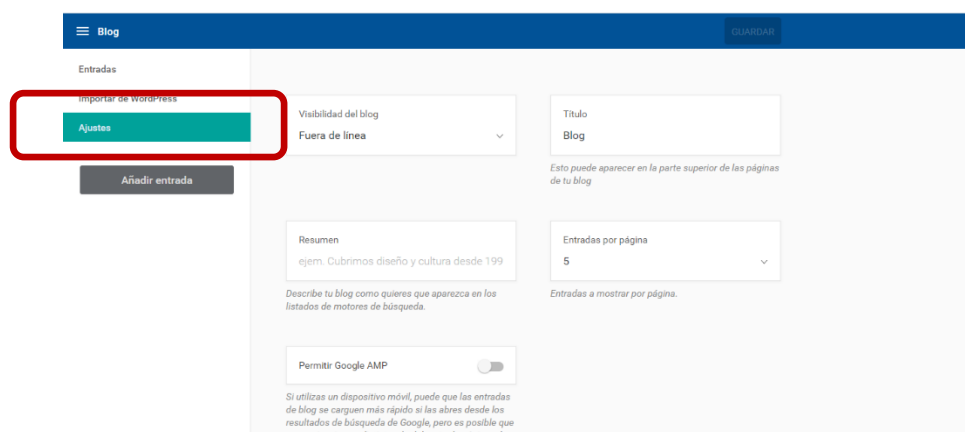 Blog
GUARDAR
Entradas
Importar de WordPress
Ajustes
Añadir entrada
Visibilidad del blog
Fuera de línea
Título
Blog
Esto puede aparecer en la parte superior de las páginas
de tu blog
Resumen
ejem. Cubrimos diseño y cultura desde 199
Describe tu blog como quieres que aparezca en los
listados de motores de búsqueda.
Entradas por página
5
Entradas a mostrar por página.
Permitir Google AMP
Si utilizas un dispositivo móvil, puede que las entradas
de blog se carguen más rápido si las abres desde los
resultados de búsqueda de Google, pero es posible que